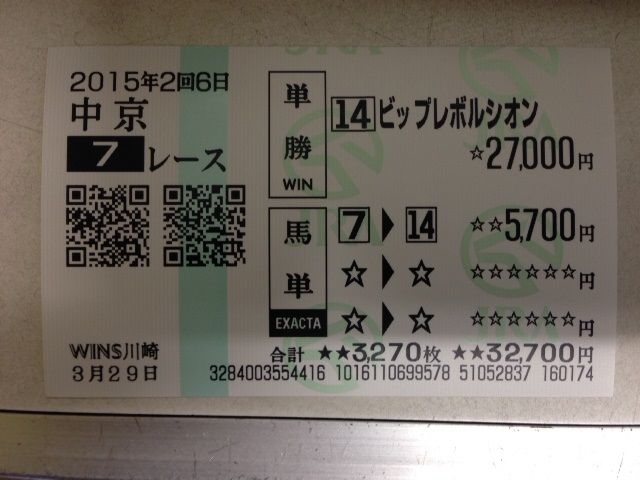 2015年2回6日
中京
7レース
単勝
WIN
14 ビップレボルシオン
☆27,000円
馬単
EXACTA
7▶14 ☆☆5,700円
☆▶☆ ☆☆☆☆☆☆円
☆▶☆ ☆☆☆☆☆☆円
WINS川崎
3月29日
合計 ★★3,270枚 ★★32,700円
3284003554416 1016110699578 51052837 160174